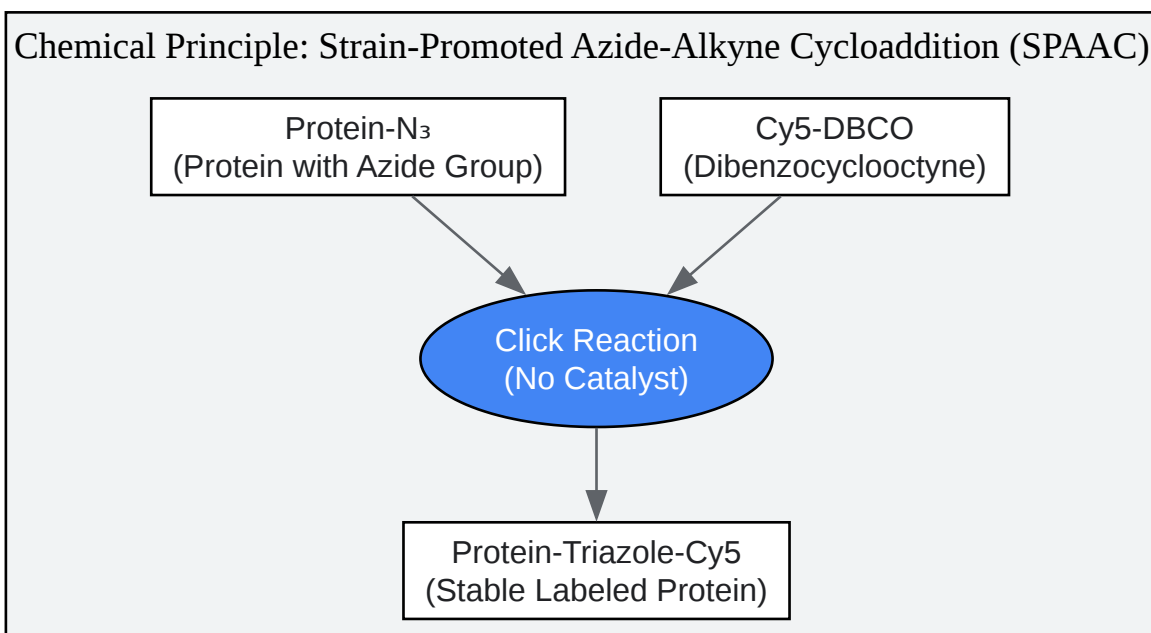 Chemical Principle: Strain-Promoted Azide-Alkyne Cycloaddition (SPAAC)
Protein-N₃
(Protein with Azide Group)
Cy5-DBCO
(Dibenzocyclooctyne)
Click Reaction
(No Catalyst)
Protein-Triazole-Cy5
(Stable Labeled Protein)